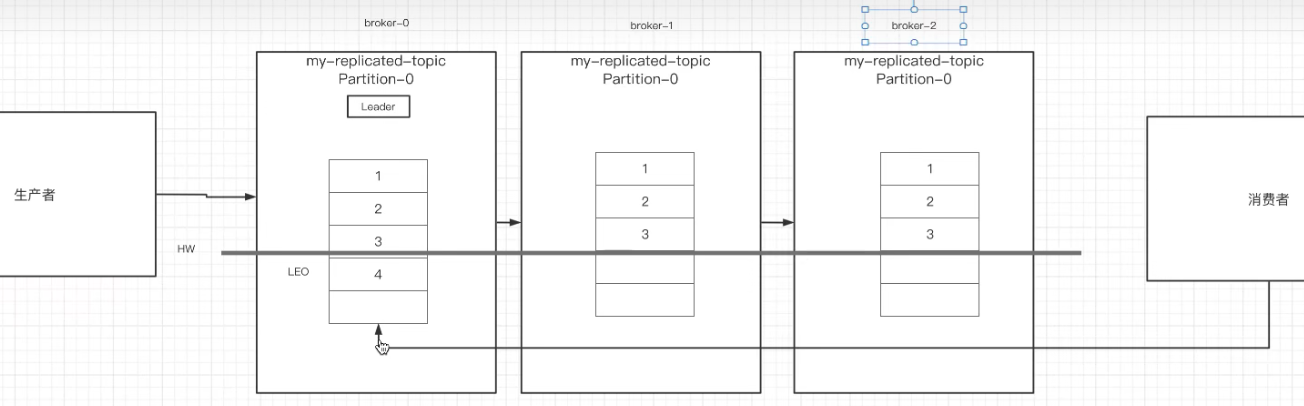 broker-0
broker-1
broker-2
my-replicated-topic
Partition-0
Leader
my-replicated-topic
Partition-0
my-replicated-topic
Partition-0
生产者
1
2
3
4
1
2
3
1
2
3
消费者
HW
LEO